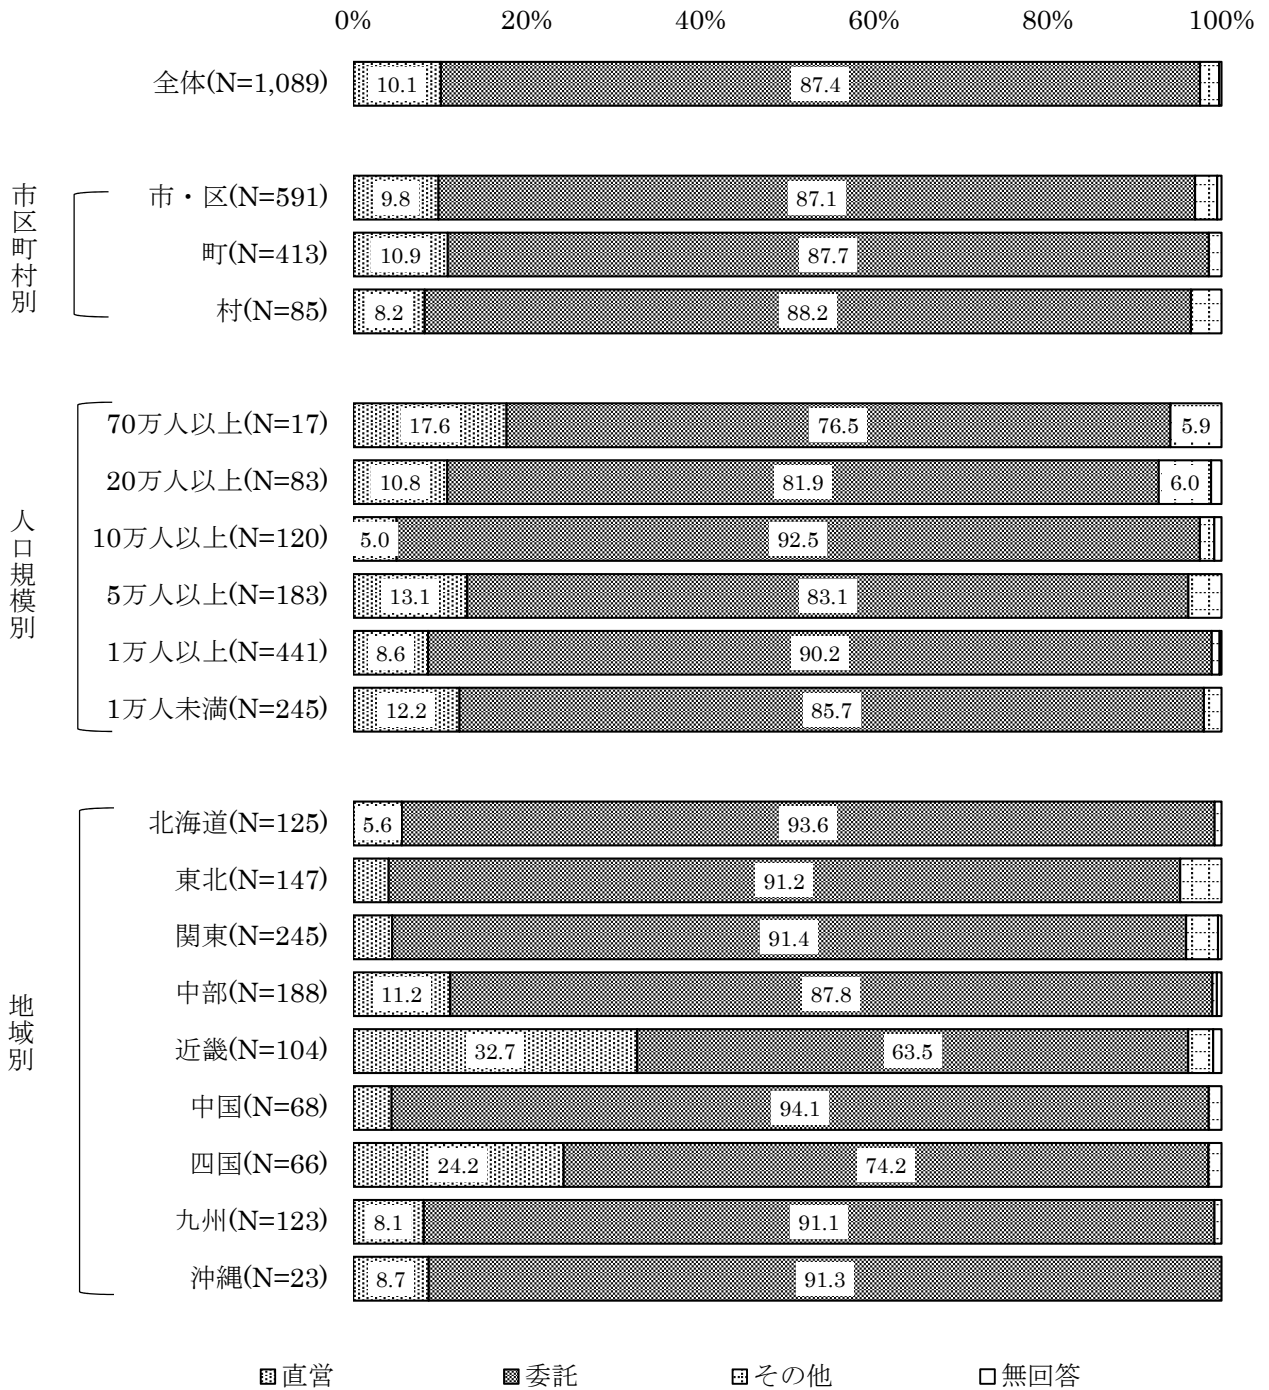 0% 20% 40% 60% 80% 100%
全体(N=1,089) 10.1 87.4
市区町村別
市・区(N=591) 9.8 87.1
町(N=413) 10.9 87.7
村(N=85) 8.2 88.2
人口規模別
70万人以上(N=17) 17.6 76.5 5.9
20万人以上(N=83) 10.8 81.9 6.0
10万人以上(N=120) 5.0 92.5
5万人以上(N=183) 13.1 83.1
1万人以上(N=441) 8.6 90.2
1万人未満(N=245) 12.2 85.7
地域別
北海道(N=125) 5.6 93.6
東北(N=147) 91.2
関東(N=245) 91.4
中部(N=188) 11.2 87.8
近畿(N=104) 32.7 63.5
中国(N=68) 94.1
四国(N=66) 24.2 74.2
九州(N=123) 8.1 91.1
沖縄(N=23) 8.7 91.3
直営 委託 その他 無回答